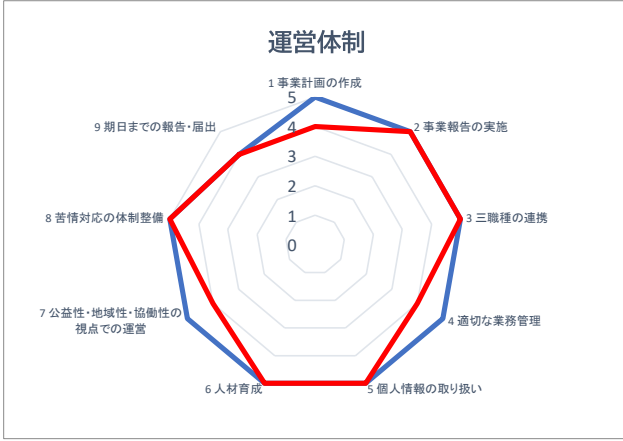 運営体制
1 事業計画の作成
5
9 期日までの報告・届出
4
2 事業報告の実施
3
2
8 苦情対応の体制整備
1
3 三職種の連携
0
7 公益性・地域性・協働性の
視点での運営
4 適切な業務管理
6 人材育成
5 個人情報の取り扱い